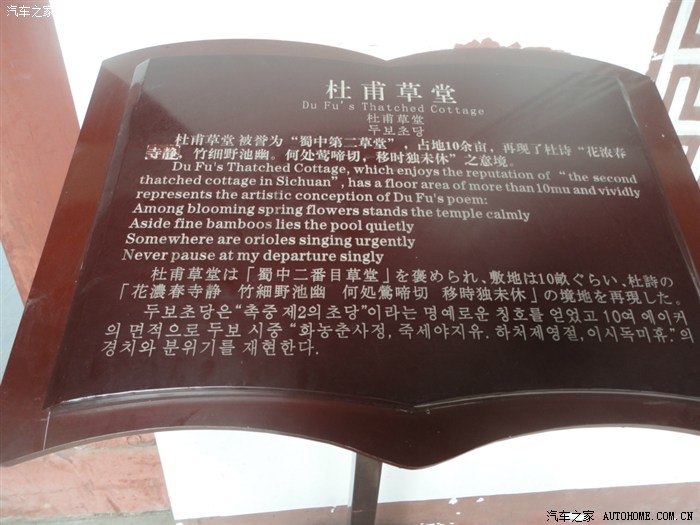 汽车之家
杜甫草堂
Du Fu's Thatched Cottage
杜甫草堂
두보초당
杜甫草堂 被誉为“蜀中第二草堂”，占地10余亩，再现了杜诗“花浓春
寺静，竹细野池幽。何处莺啼切，移时独未休”之意境。
Du Fu's Thatched Cottage, which enjoys the reputation of “the second
thatched cottage in Sichuan”, has a floor area of more than 10mu and vividly
represents the artistic conception of Du Fu's poem:
Among blooming spring flowers stands the temple calmly
Aside fine bamboos lies the pool quietly
Somewhere are orioles singing urgently
Never pause at my departure singly
杜甫草堂は「蜀中二番目草堂」を褒められ、敷地は10畝ぐらい、杜詩の
「花濃春寺静　竹細野池幽　何処鶯啼切　移時独未休」の境地を再現した。
두보초당은“촉중 제2의초당”이라는 명예로운 칭호를 얻었고 10여 에이커
의 면적으로 두보 시중 “화농춘사정, 죽세야지유. 하처제영절, 이시독미휴.”의
경치와 분위기를 재현한다.
汽车之家 AUTOHOME.COM.CN